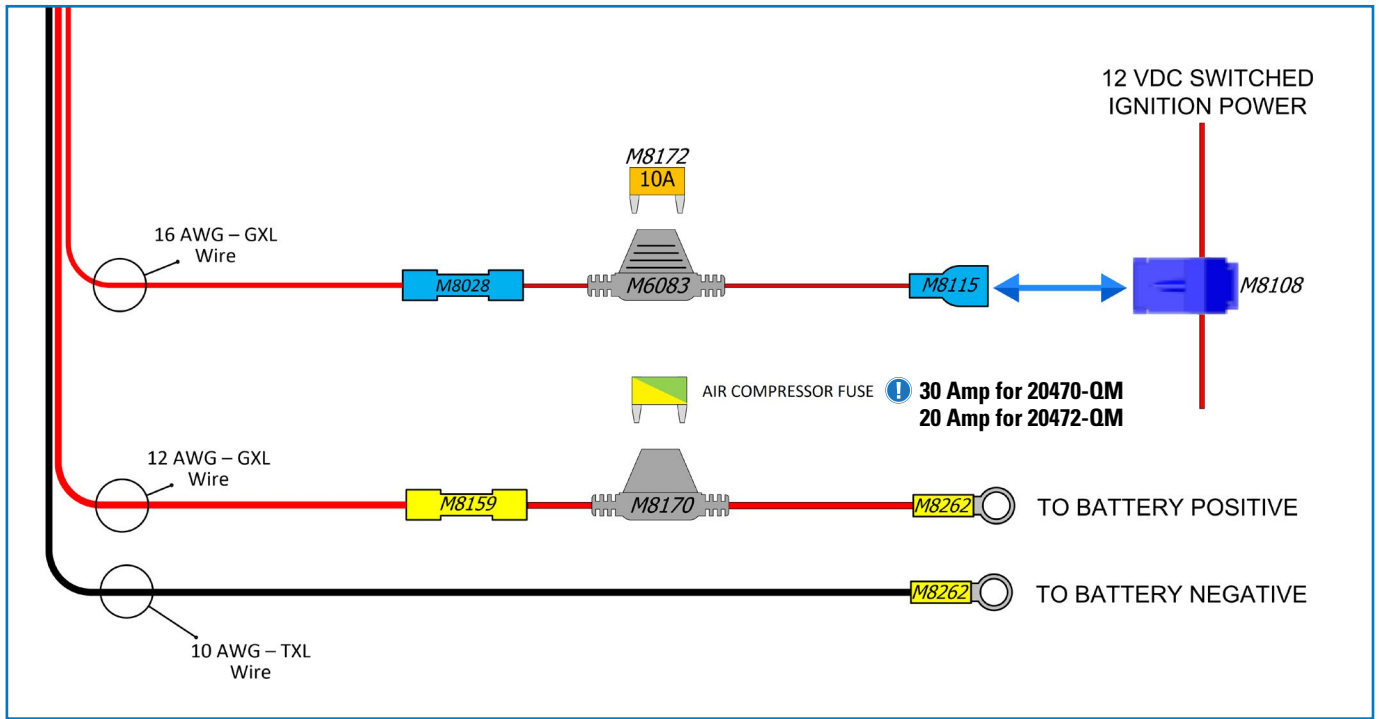 12 VDC SWITCHED
IGNITION POWER
M8172
10A
16 AWG – GXL
Wire
M8028
M6083
M8115
M8108
AIR COMPRESSOR FUSE
! 30 Amp for 20470-QM
20 Amp for 20472-QM
12 AWG – GXL
Wire
M8159
M8170
M8262
TO BATTERY POSITIVE
M8262
TO BATTERY NEGATIVE
10 AWG – TXL
Wire